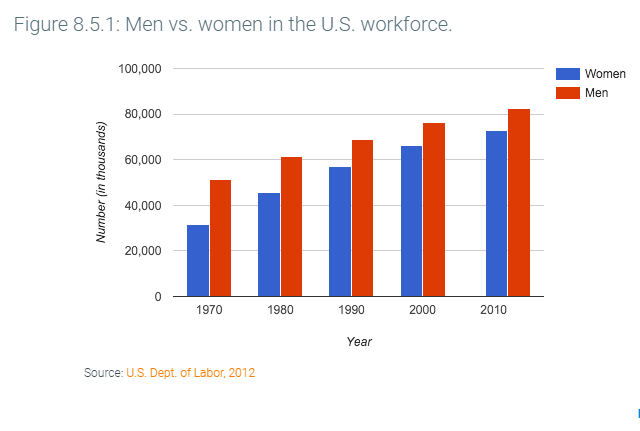 Figure 8.5.1: Men vs. women in the U.S. workforce.
100,000
80,000
60,000
40,000
20,000
0
Number (in thousands)
1970 1980 1990 2000 2010
Year
Women
Men
Source: U.S. Dept. of Labor, 2012